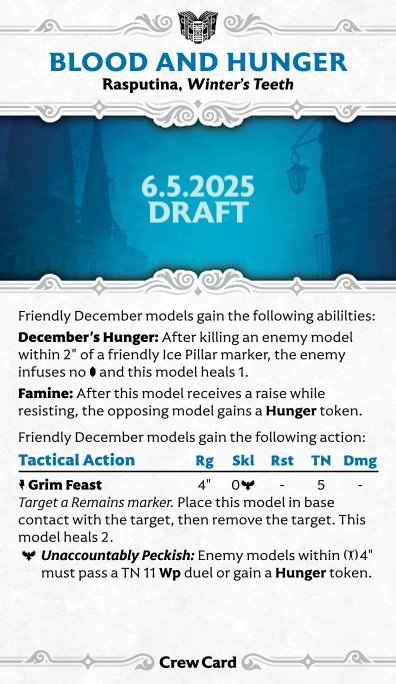 BLOOD AND HUNGER
Rasputina, Winter's Teeth
6.5.2025
DRAFT
Friendly December models gain the following abililties:
December's Hunger: After killing an enemy model
within 2" of a friendly Ice Pillar marker, the enemy
infuses no and this model heals 1.
Famine: After this model receives a raise while
resisting, the opposing model gains a Hunger token.
Friendly December models gain the following action:
Tactical Action Rg Skl Rst TN Dmg
Grim Feast 4" 0 - 5 -
Target a Remains marker. Place this model in base
contact with the target, then remove the target. This
model heals 2.
Unaccountably Peckish: Enemy models within 4"
must pass a TN 11 Wp duel or gain a Hunger token.
Crew Card